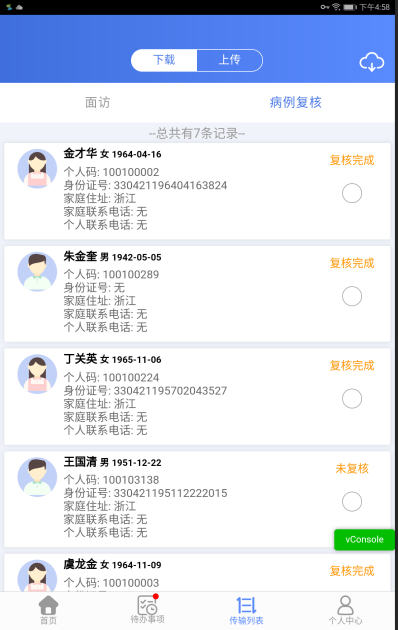 下午4:58
下载 上传
面访 病例复核
--总共有7条记录--
金才华 女 1964-04-16
复核完成
个人码: 100100002
身份证号: 330421196404163824
家庭住址: 浙江
家庭联系电话: 无
个人联系电话: 无
朱金奎 男 1942-05-05
复核完成
个人码: 100100289
身份证号: 无
家庭住址: 浙江
家庭联系电话: 无
个人联系电话: 无
丁关英 女 1965-11-06
复核完成
个人码: 100100224
身份证号: 330421195702043527
家庭住址: 浙江
家庭联系电话: 无
个人联系电话: 无
王国清 男 1951-12-22
未复核
个人码: 100103138
身份证号: 330421195112222015
家庭住址: 浙江
家庭联系电话: 无
个人联系电话: 无
vConsole
虞龙金 女 1964-11-09
复核完成
个人码: 100100003
首页 待办事项 传输列表 个人中心